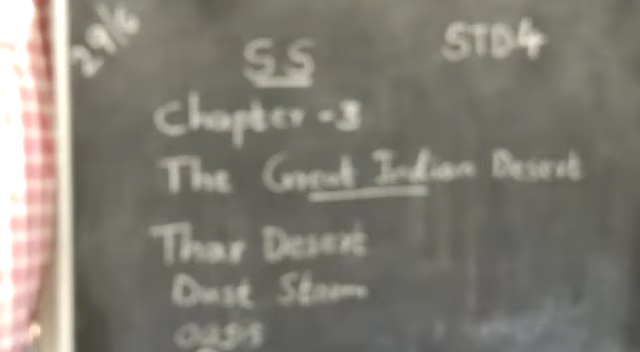 29/6
STD4
SS
Chapter -3
The Great Indian Desert
Thar Desert
Dust Storm
oasis